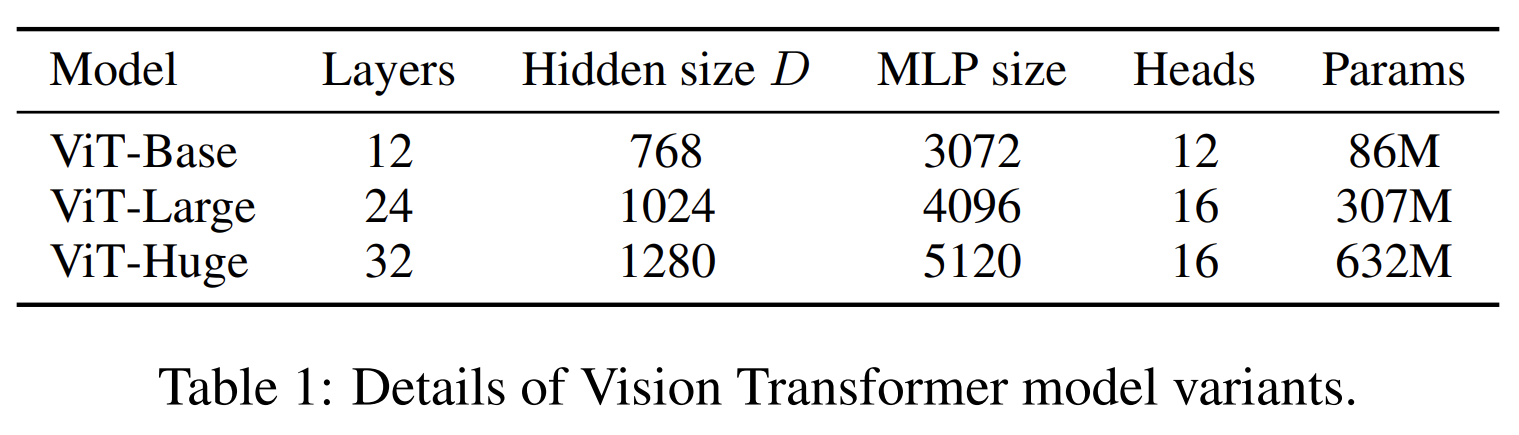 Model Layers Hidden size D MLP size Heads Params
ViT-Base 12 768 3072 12 86M
ViT-Large 24 1024 4096 16 307M
ViT-Huge 32 1280 5120 16 632M
Table 1: Details of Vision Transformer model variants.